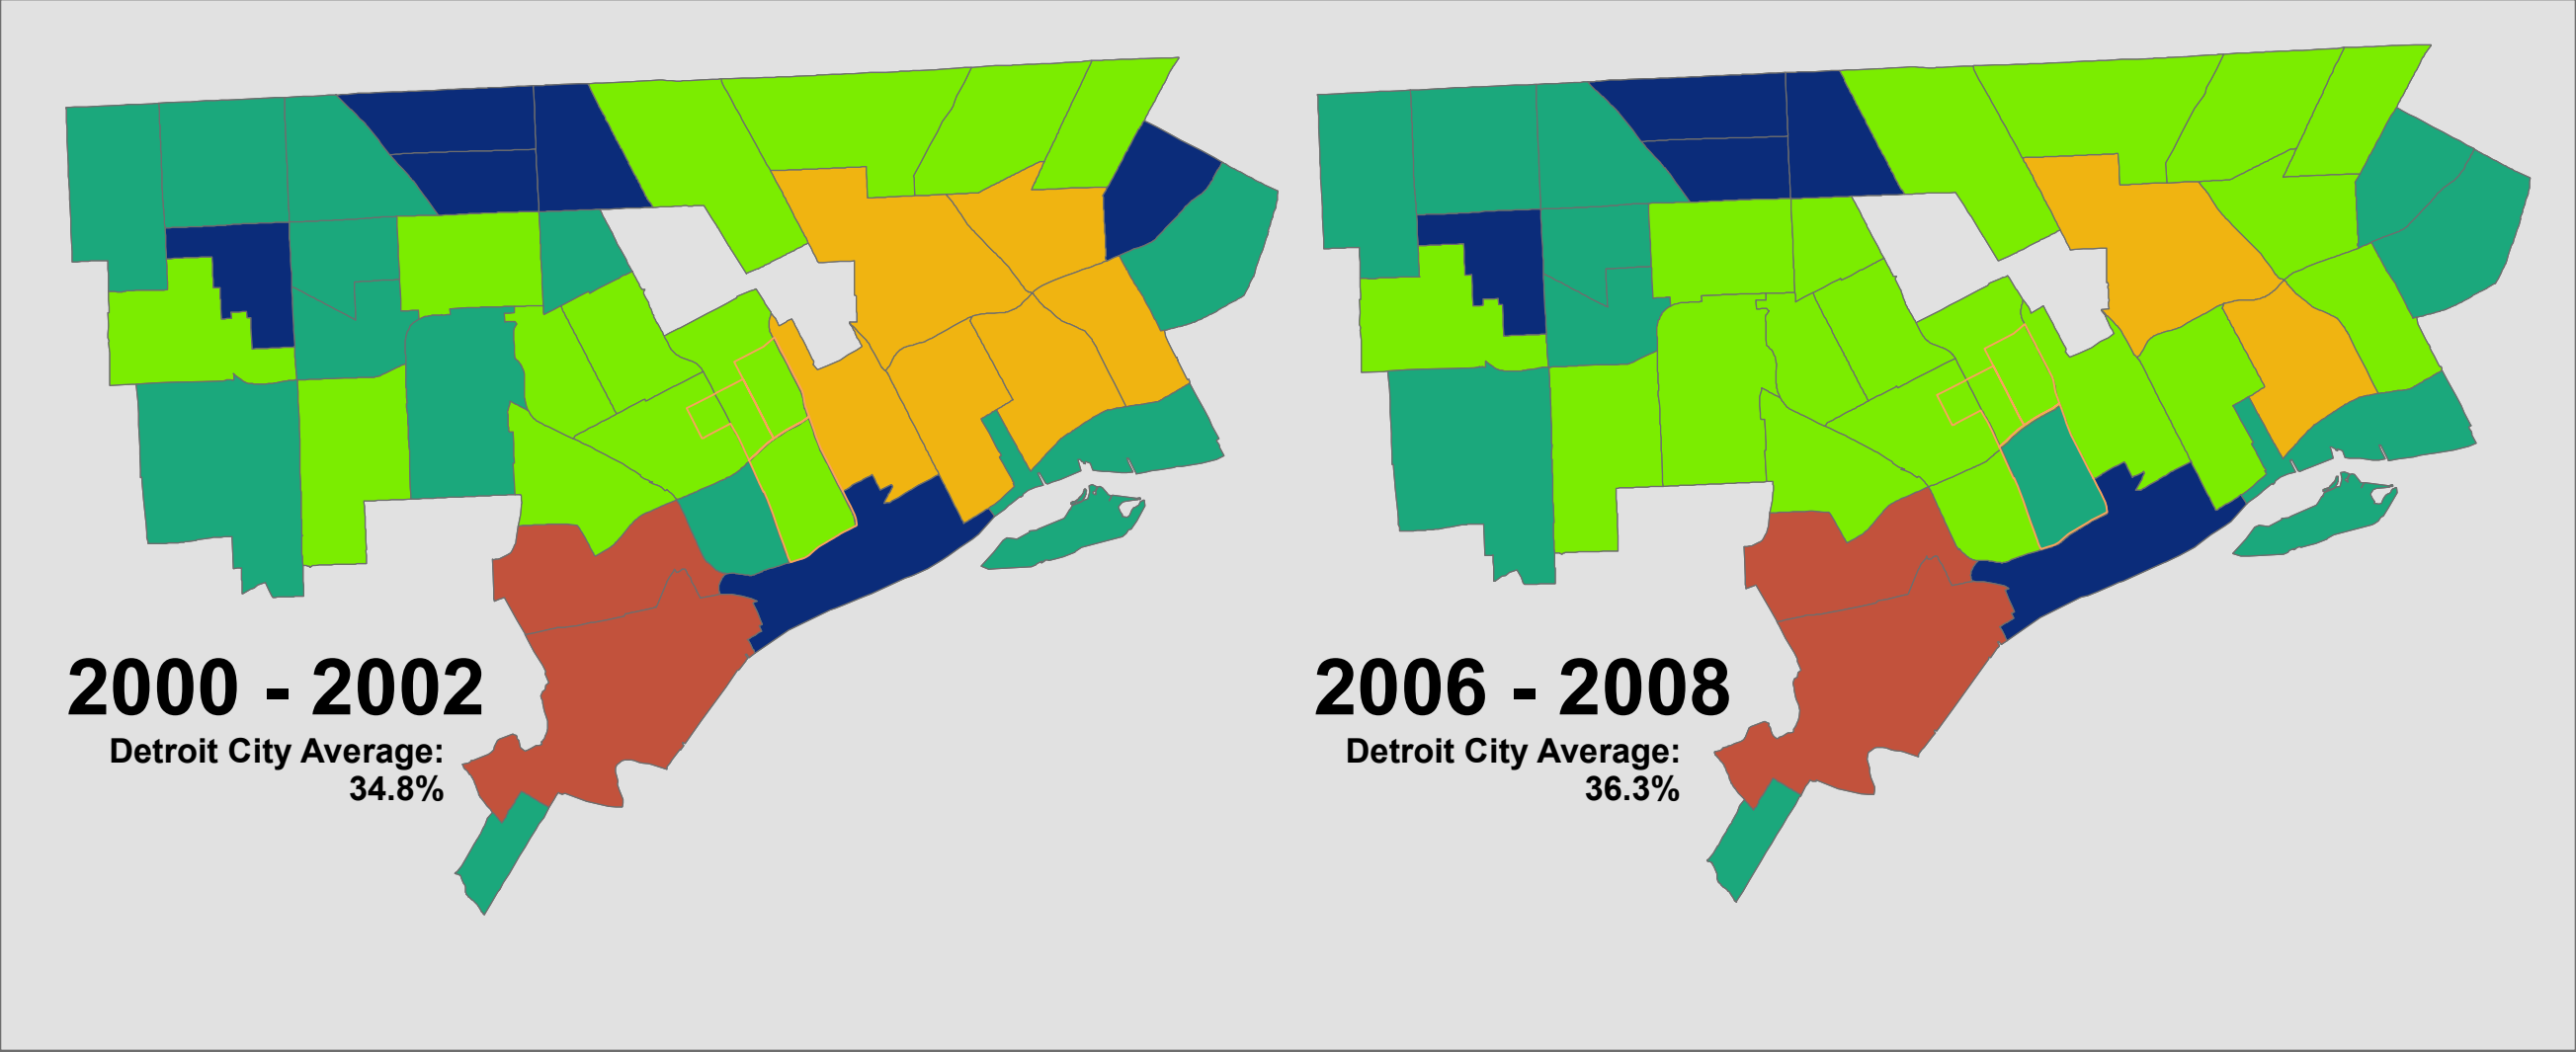 2000 - 2002
Detroit City Average:
34.8%
2006 - 2008
Detroit City Average:
36.3%